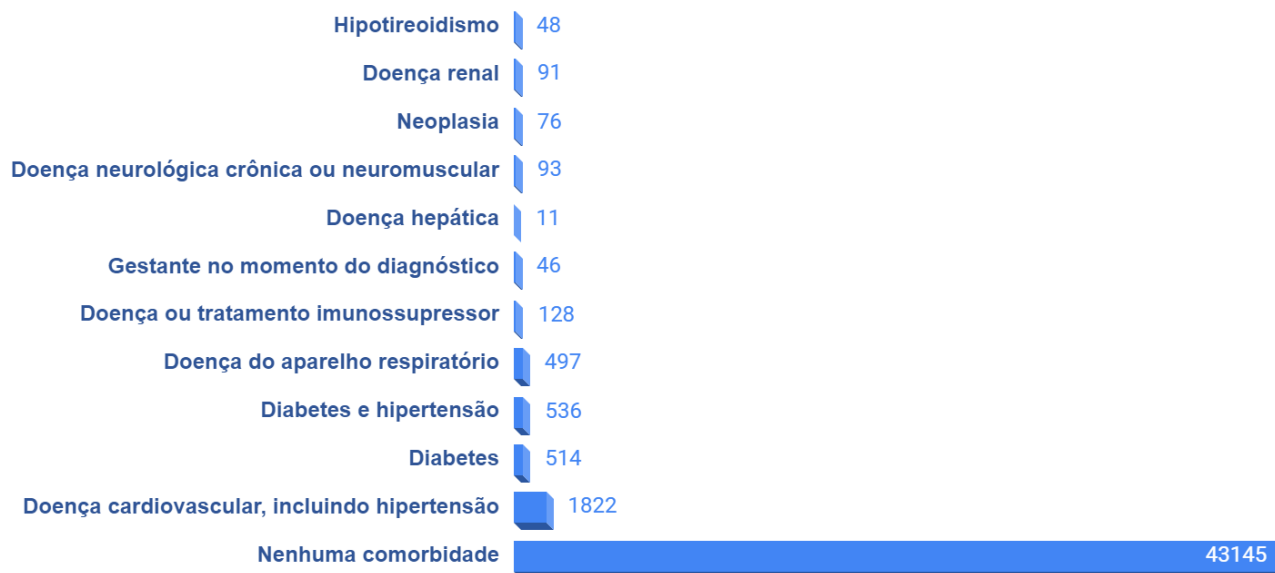 Hipotireoidismo 48
Doença renal 91
Neoplasia 76
Doença neurológica crônica ou neuromuscular 93
Doença hepática 11
Gestante no momento do diagnóstico 46
Doença ou tratamento imunossupressor 128
Doença do aparelho respiratório 497
Diabetes e hipertensão 536
Diabetes 514
Doença cardiovascular, incluindo hipertensão 1822
Nenhuma comorbidade 43145